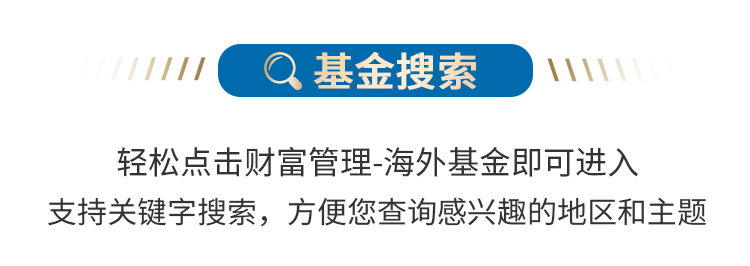 基金搜索
轻松点击财富管理-海外基金即可进入
支持关键字搜索，方便您查询感兴趣的地区和主题